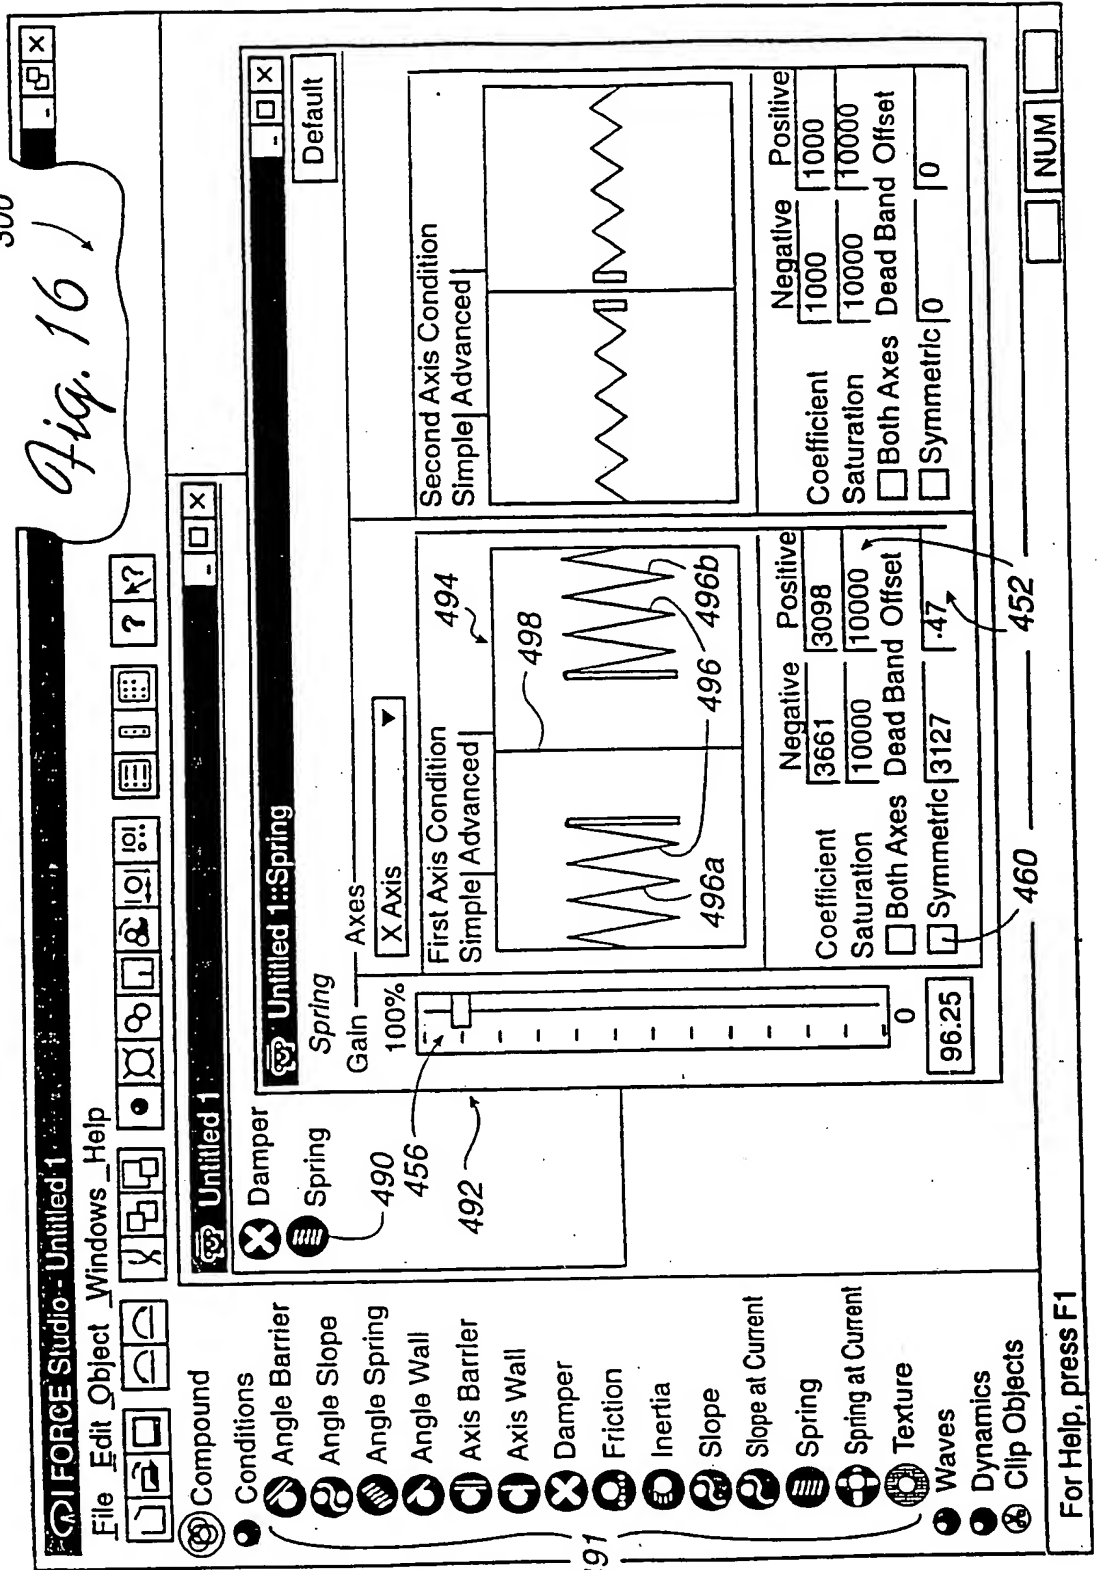 300
Fig. 16
I FORCE Studio - Untitled 1
File Edit Object Windows Help
? ?
Compound
Conditions
Angle Barrier
Angle Slope
Angle Spring
Angle Wall
Axis Barrier
Axis Wall
Damper
Friction
Inertia
Slope
Slope at Current
Spring
Spring at Current
Texture
Waves
Dynamics
Clip Objects
Untitled 1
Damper
Spring
490
456
492
Untitled 1::Spring
Spring
Default
Gain
Axes
100%
X Axis
0
96.25
First Axis Condition
Simple Advanced
494
498
496a
496
496b
Negative Positive
Coefficient 3661 3098
Saturation 10000 10000
Both Axes Dead Band Offset
Symmetric 3127 .47
Second Axis Condition
Simple Advanced
Negative Positive
Coefficient 1000 1000
Saturation 10000 10000
Both Axes Dead Band Offset
Symmetric 0 0
460
452
For Help, press F1
NUM